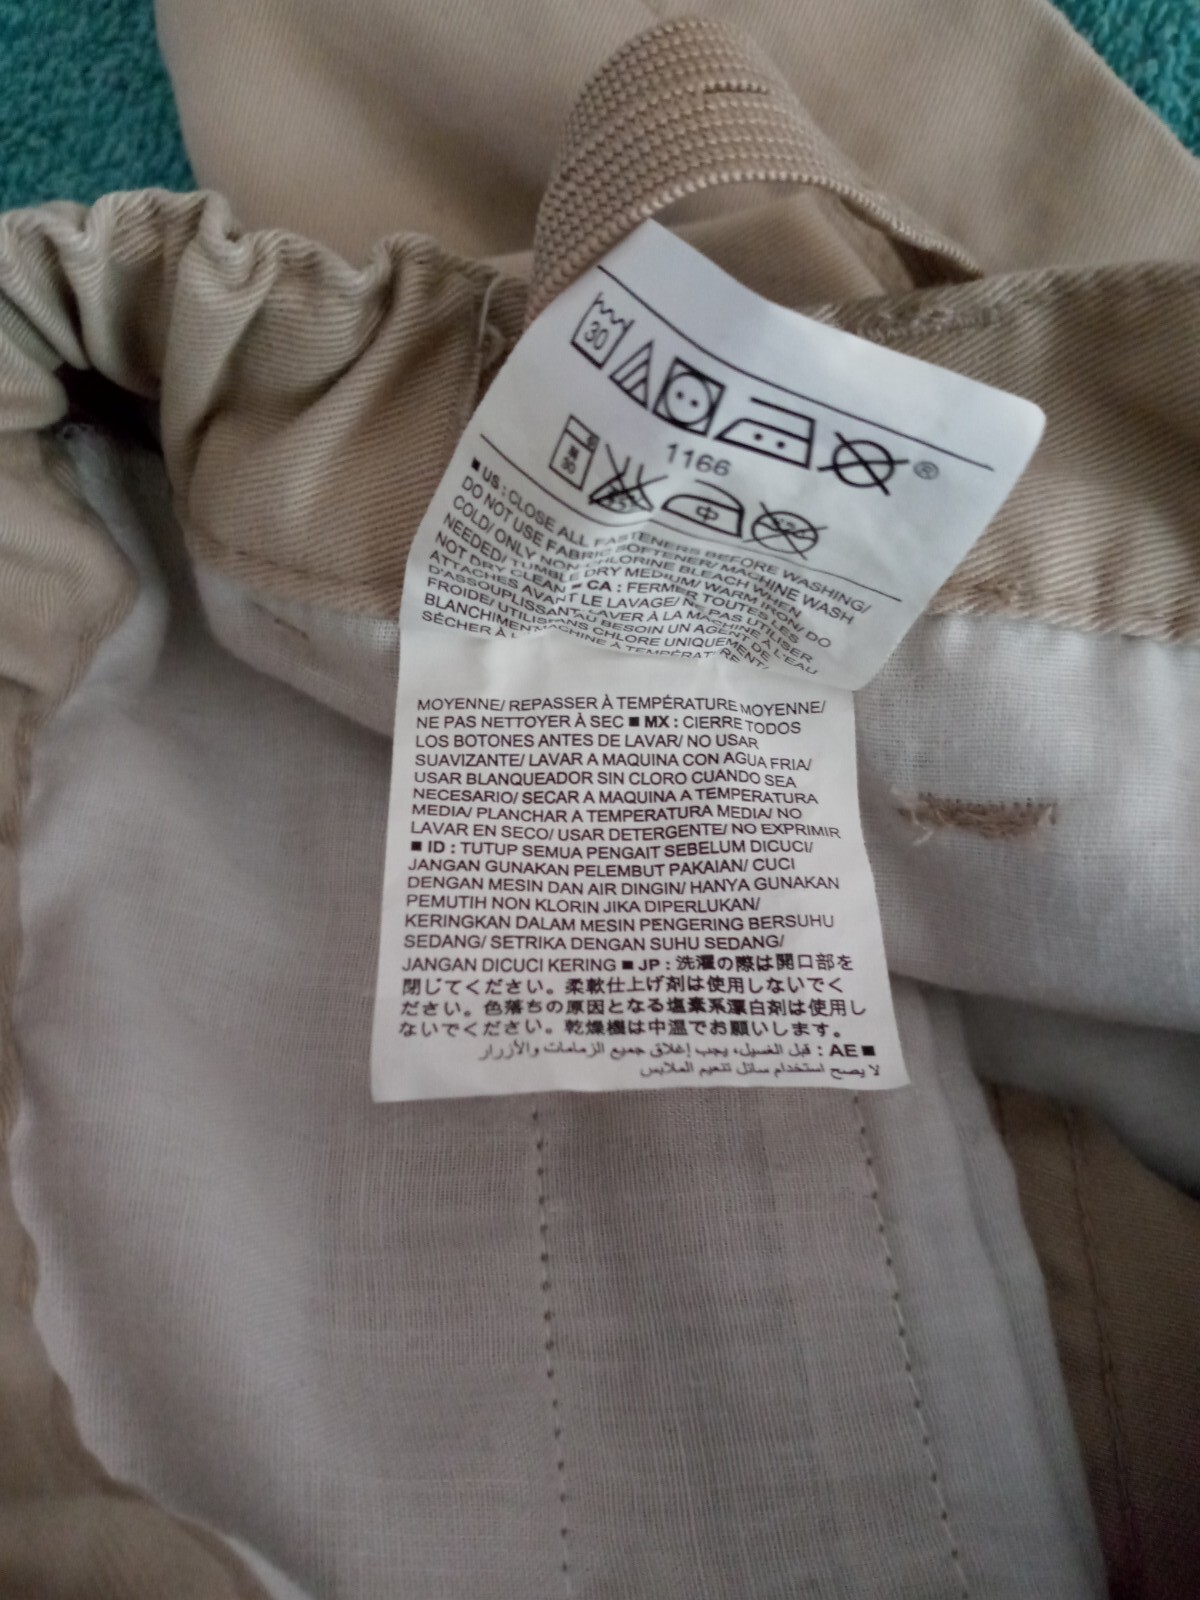 30
®
1166
30
■ US : CLOSE ALL FASTENERS BEFORE WASHING/
DO NOT USE FABRIC SOFTENER/ MACHINE WASH
COLD/ ONLY NON-CHLORINE BLEACH WHEN
NEEDED/ TUMBLE DRY MEDIUM/ WARM IRON/ DO
NOT DRY CLEAN ■ CA : FERMER TOUTES LES
ATTACHES AVANT LE LAVAGE/ NE PAS UTILISER
D'ASSOUPLISSANT/ LAVER À LA MACHINE À L'EAU
FROIDE/ AU BESOIN UN AGENT DE
BLANCHIMENT SANS CHLORE UNIQUEMENT/
SÉCHER À MACHINE À
MOYENNE/ REPASSER À TEMPÉRATURE MOYENNE/
NE PAS NETTOYER À SEC ■ MX : CIERRE TODOS
LOS BOTONES ANTES DE LAVAR/ NO USAR
SUAVIZANTE/ LAVAR A MAQUINA CON AGUA FRIA/
USAR BLANQUEADOR SIN CLORO CUANDO SEA
NECESARIO/ SECAR A MAQUINA A TEMPERATURA
MEDIA/ PLANCHAR A TEMPERATURA MEDIA/ NO
LAVAR EN SECO/ USAR DETERGENTE/ NO EXPRIMIR
■ ID : TUTUP SEMUA PENGAIT SEBELUM DICUCI/
JANGAN GUNAKAN PELEMBUT PAKAIAN/ CUCI
DENGAN MESIN DAN AIR DINGIN/ HANYA GUNAKAN
PEMUTIH NON KLORIN JIKA DIPERLUKAN/
KERINGKAN DALAM MESIN PENGERING BERSUHU
SEDANG/ SETRIKA DENGAN SUHU SEDANG/
JANGAN DICUCI KERING ■ JP : 洗濯の際は開口部を
閉じてください。柔軟仕上げ剤は使用しないでく
ださい。色落ちの原因となる塩素系漂白剤は使用し
ないでください。乾燥機は中温でお願いします。
■ AE : قبل الغسيل، يجب إغلاق جميع الزمامات والأزرار
لا يصح استخدام سائل تنعيم الملابس